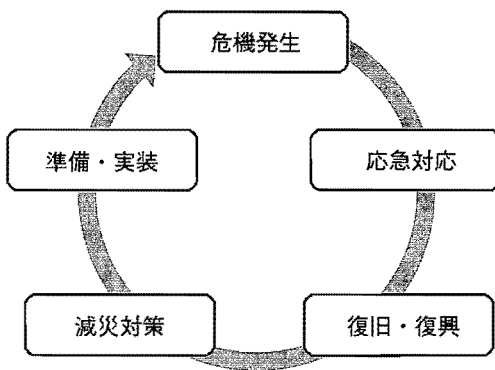 危機発生
応急対応
復旧・復興
減災対策
準備・実装